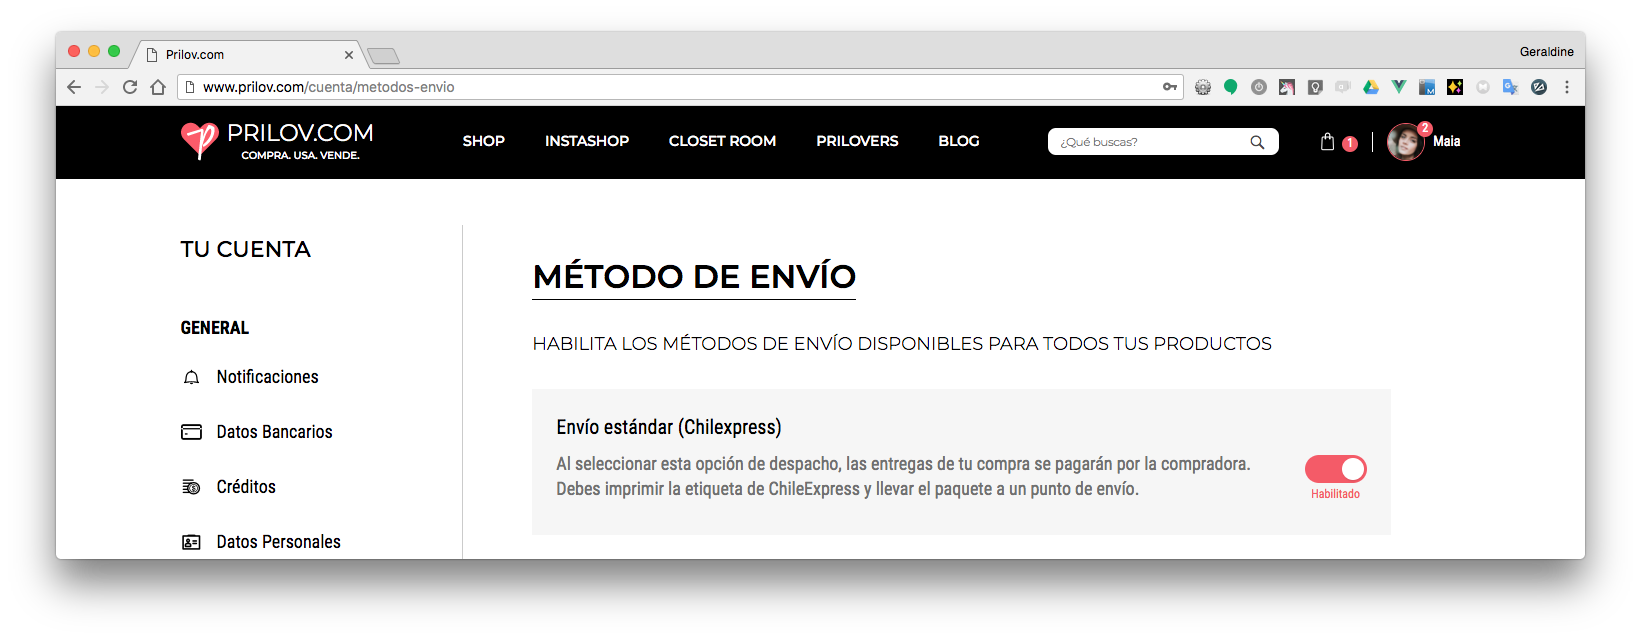 Prilov.com
Geraldine
www.prilov.com/cuenta/metodos-envio
PRILOV.COM
COMPRA. USA. VENDE.
SHOP
INSTASHOP
CLOSET ROOM
PRILOVERS
BLOG
¿Qué buscas?
1
2
Maia
TU CUENTA
GENERAL
Notificaciones
Datos Bancarios
Créditos
Datos Personales
MÉTODO DE ENVÍO
HABILITA LOS MÉTODOS DE ENVÍO DISPONIBLES PARA TODOS TUS PRODUCTOS
Envío estándar (Chilexpress)
Al seleccionar esta opción de despacho, las entregas de tu compra se pagarán por la compradora.
Debes imprimir la etiqueta de ChileExpress y llevar el paquete a un punto de envío.
Habilitado